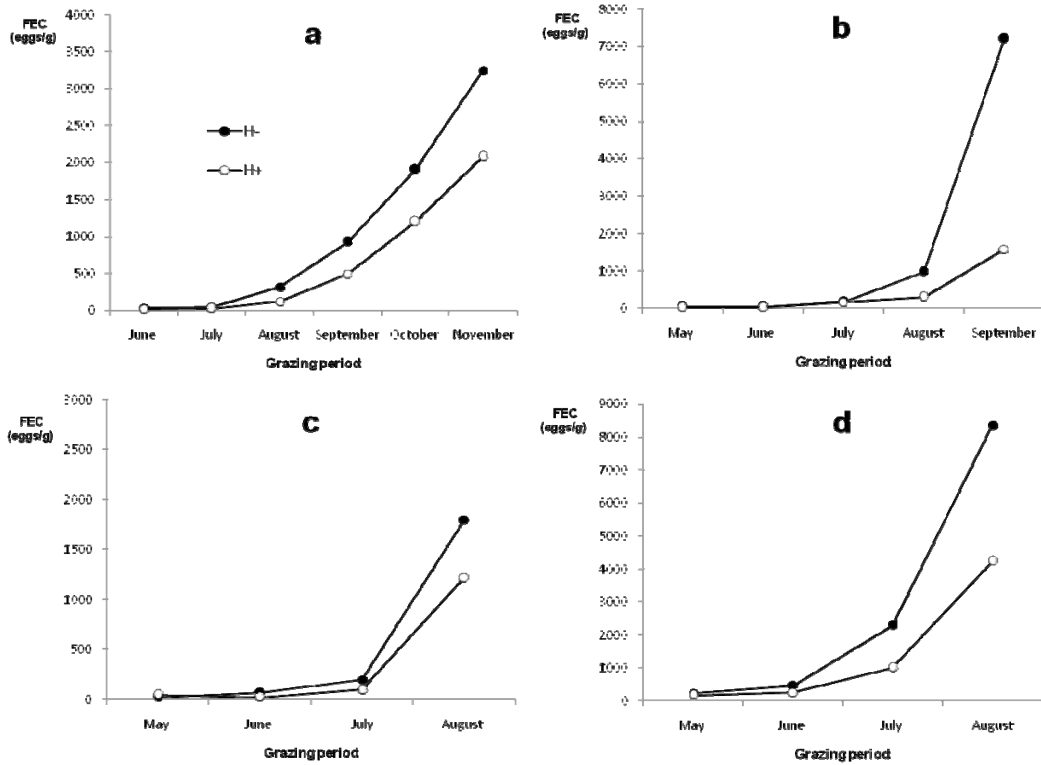 FEC
(eggs/g)
a
4000
3500
3000
2500
2000
1500
1000
500
0
H-
H+
June July August September October November
Grazing period
FEC
(eggs/g)
b
8000
7000
6000
5000
4000
3000
2000
1000
0
May June July August September
Grazing period
FEC
(eggs/g)
c
3000
2500
2000
1500
1000
500
0
May June July August
Grazing period
FEC
(eggs/g)
d
9000
8000
7000
6000
5000
4000
3000
2000
1000
0
May June July August
Grazing period